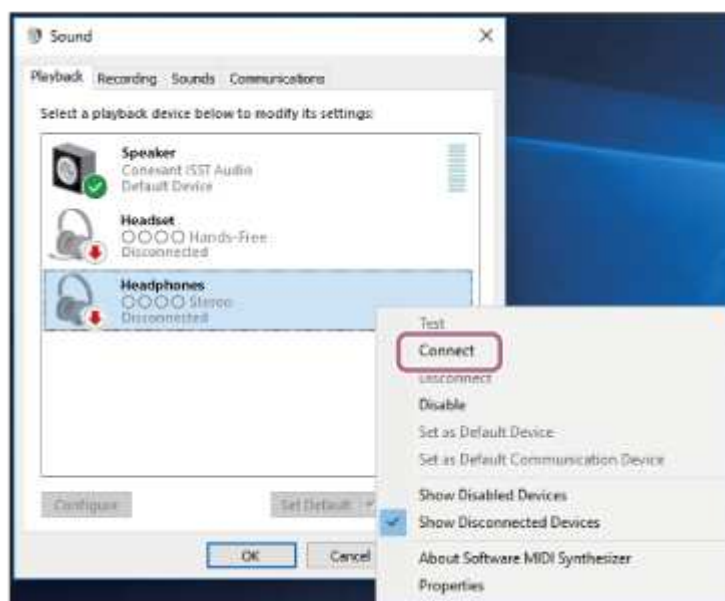 Sound
Playback Recording Sounds Communications
Select a playback device below to modify its settings:
Speaker
Conexant ISST Audio
Default Device
Headset
○○○○ Hands-Free
Disconnected
Headphones
○○○○ Stereo
Disconnected
Test
Connect
Disconnect
Disable
Set as Default Device
Set as Default Communication Device
Show Disabled Devices
Show Disconnected Devices
About Software MIDI Synthesizer
Properties
Configure
Set Default
OK
Cancel